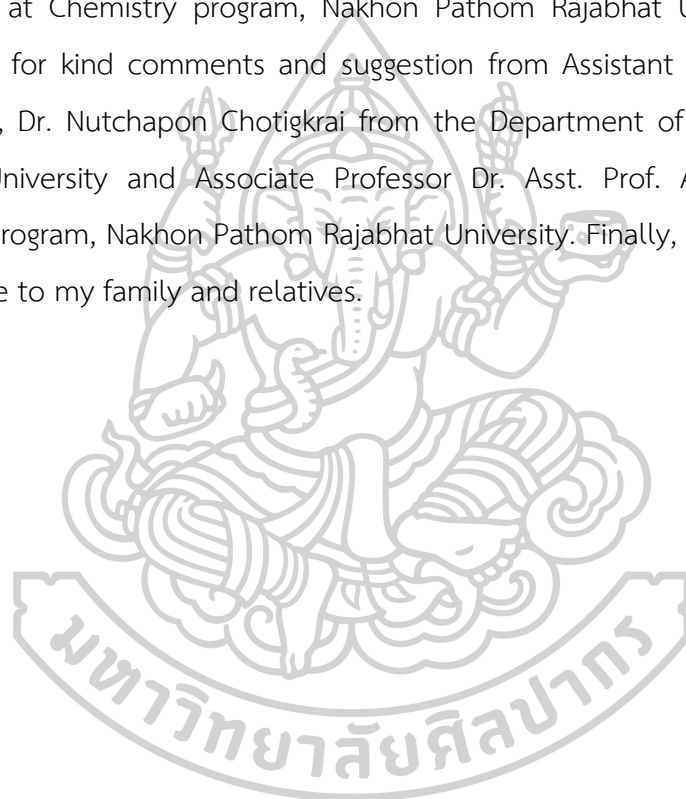 at Chemistry program, Nakhon Pathom Rajabhat U
for kind comments and suggestion from Assistant
, Dr. Nutchapon Chotigkrai from the Department of
University and Associate Professor Dr. Asst. Prof. A
rogram, Nakhon Pathom Rajabhat University. Finally,
e to my family and relatives.
มหาวิทยาลัยศิลปากร